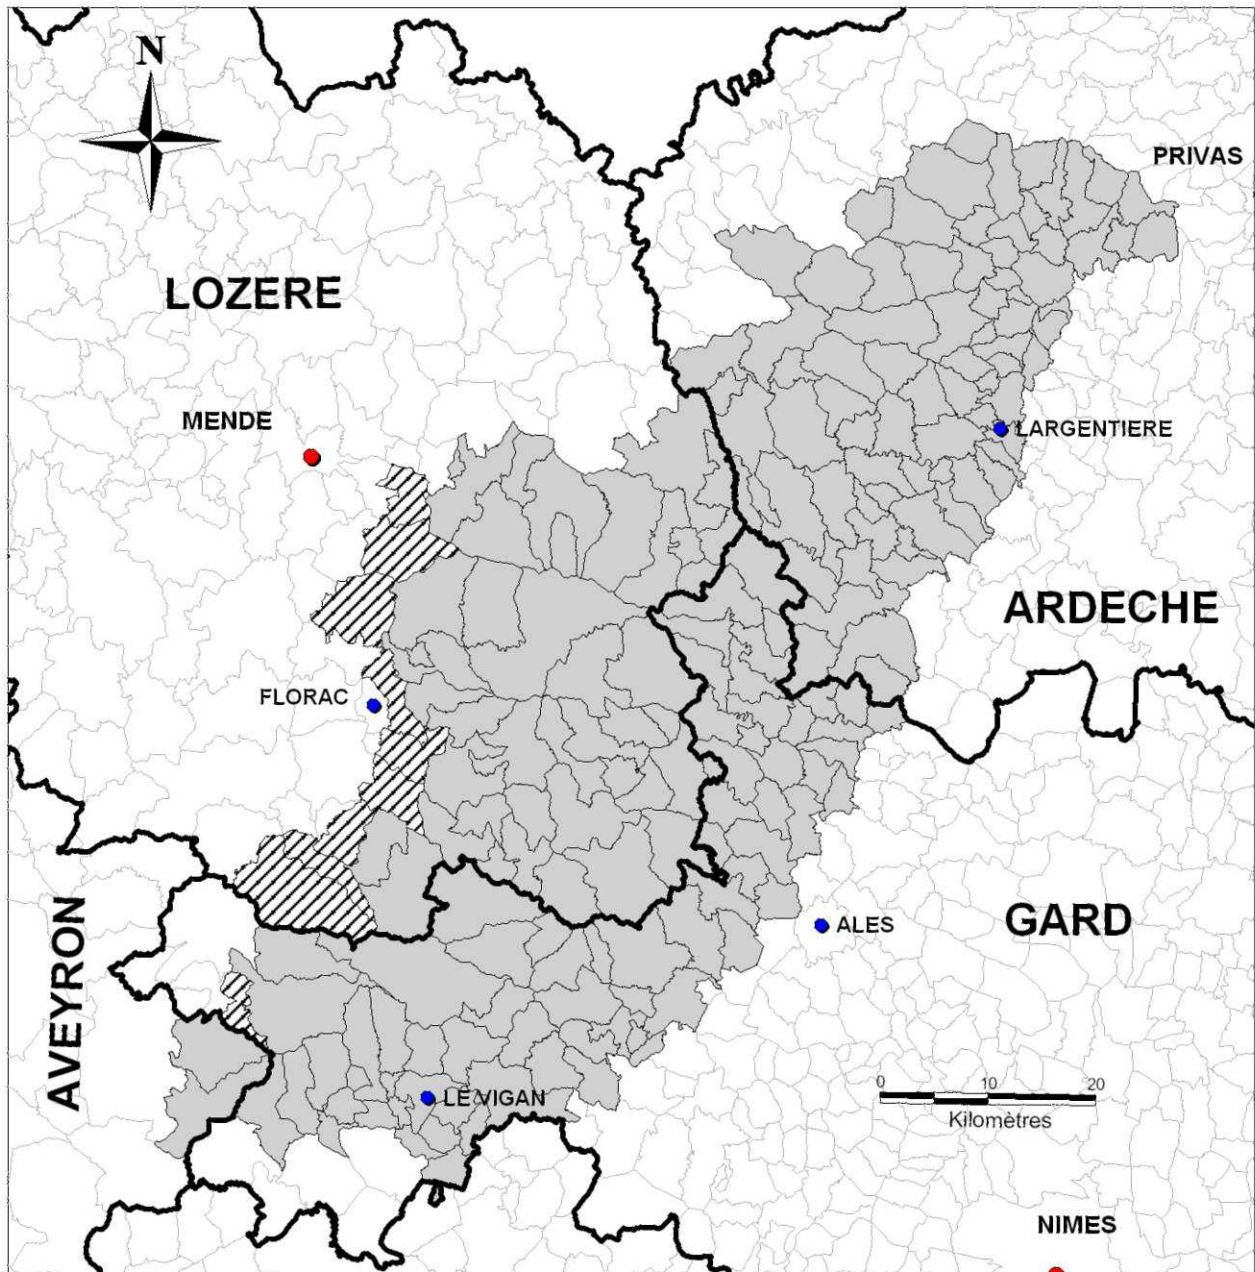 N
PRIVAS
LOZERE
MENDE
LARGENTIERE
ARDECHE
FLORAC
AVEYRON
ALES
GARD
0 10 20
Kilomètres
LE VIGAN
NIMES